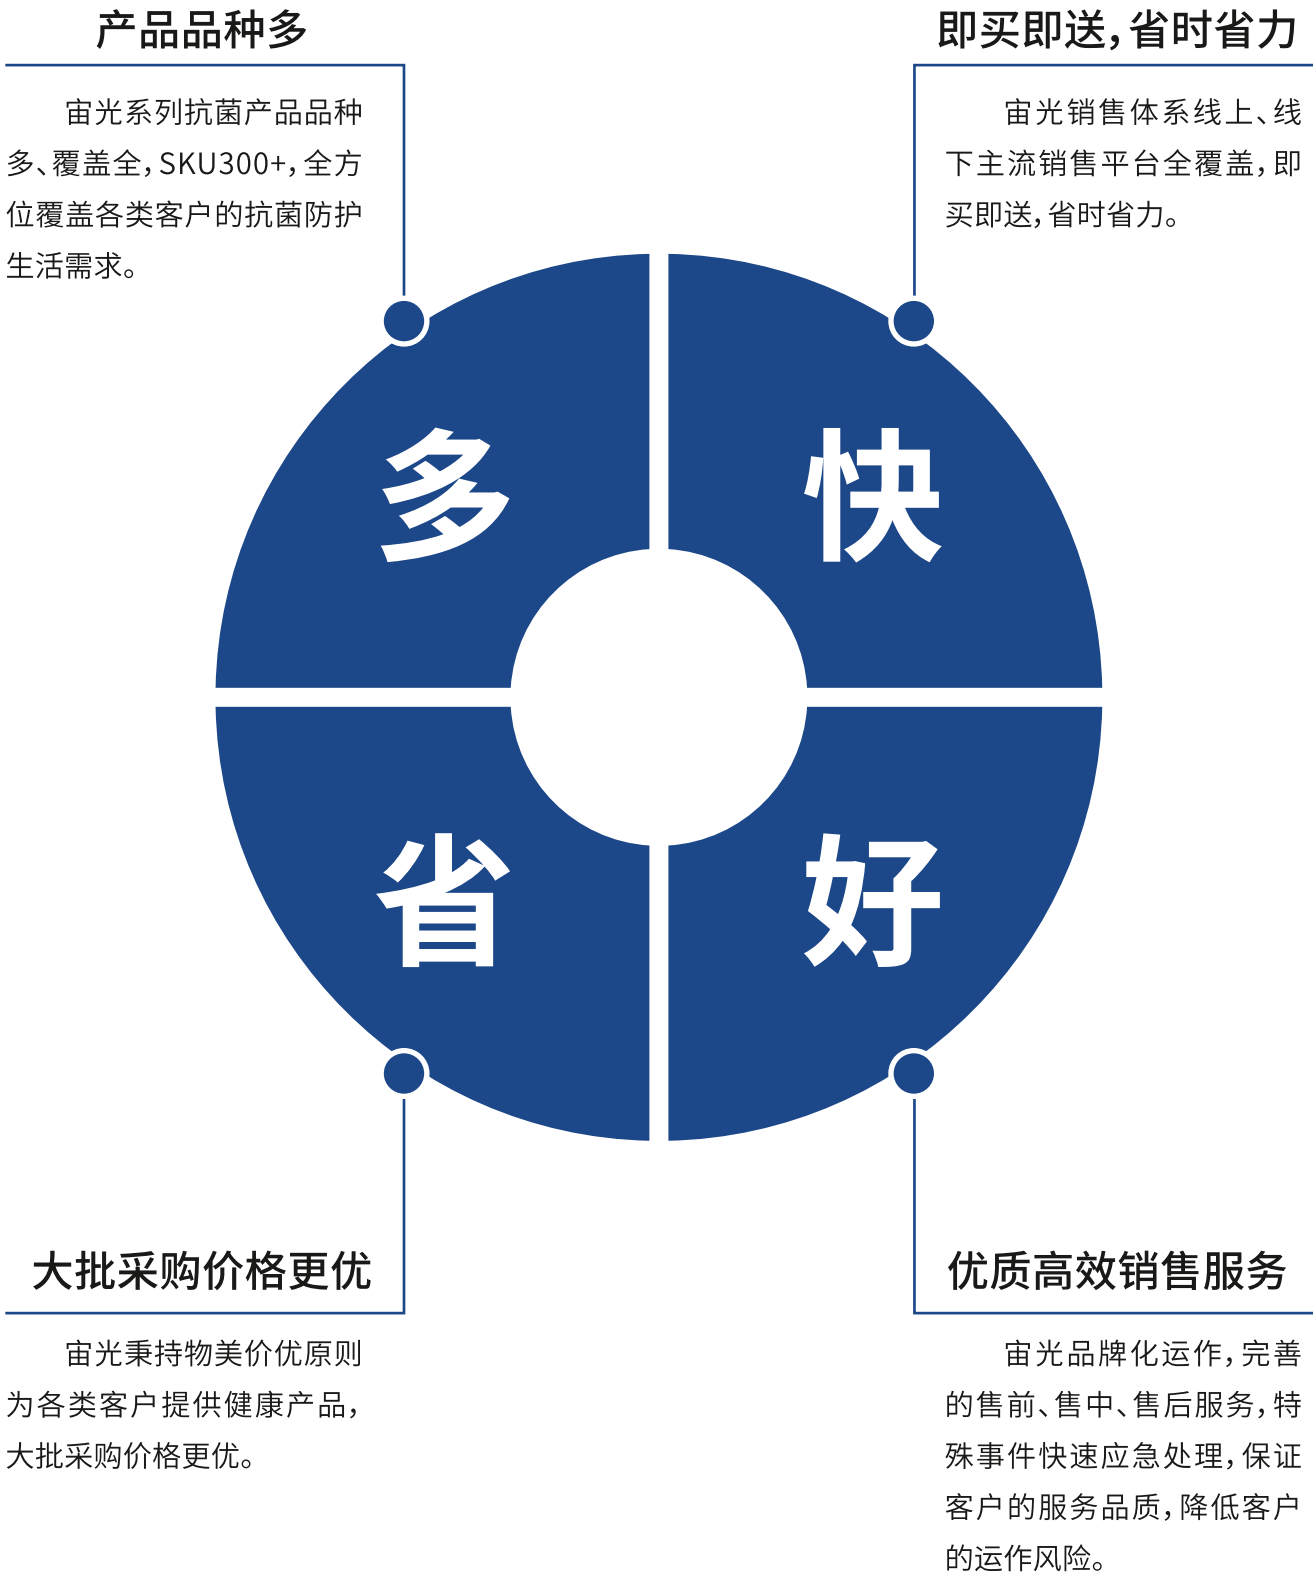 产品品种多
宙光系列抗菌产品品种
多、覆盖全，SKU300+，全方
位覆盖各类客户的抗菌防护
生活需求。
即买即送，省时省力
宙光销售体系线上、线
下主流销售平台全覆盖，即
买即送，省时省力。
多
快
省
好
大批采购价格更优
宙光秉持物美价优原则
为各类客户提供健康产品，
大批采购价格更优。
优质高效销售服务
宙光品牌化运作，完善
的售前、售中、售后服务，特
殊事件快速应急处理，保证
客户的服务品质，降低客户
的运作风险。